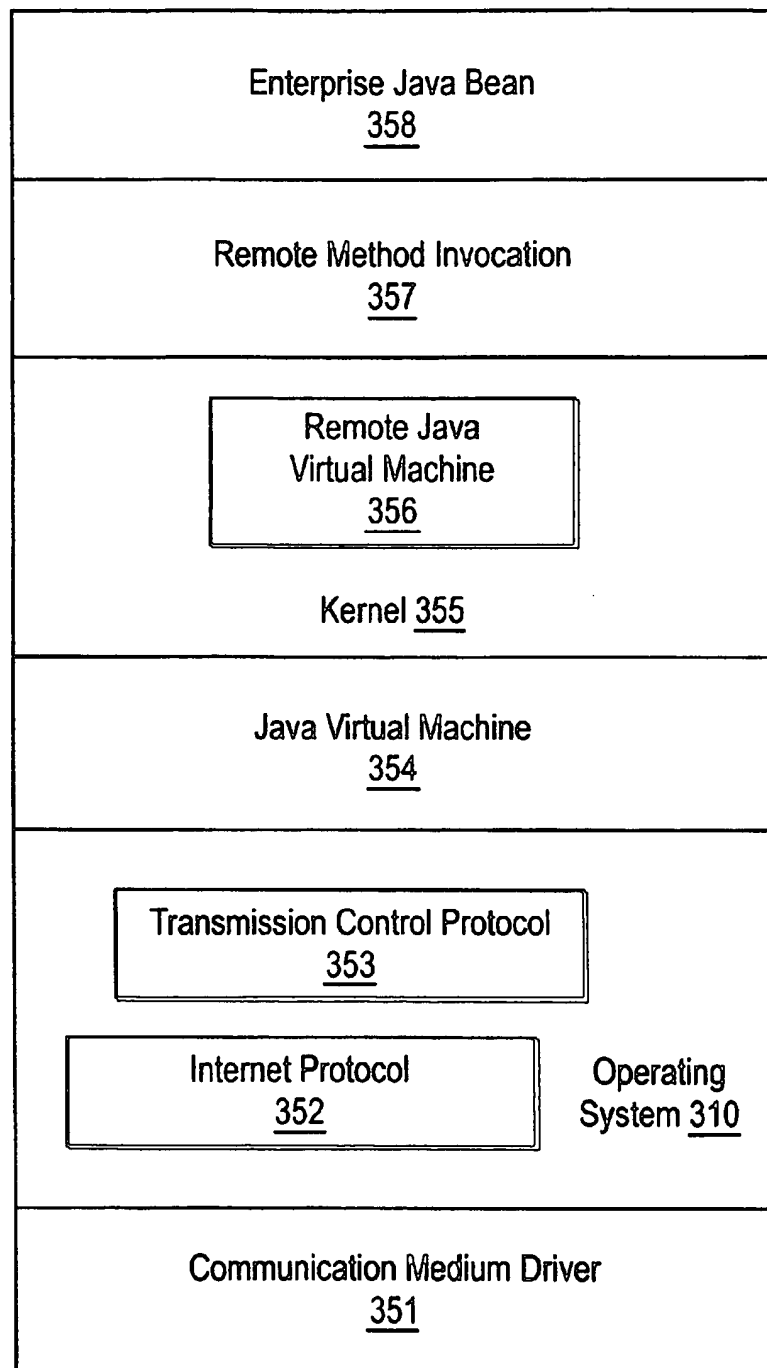 Enterprise Java Bean
358
Remote Method Invocation
357
Remote Java
Virtual Machine
356
Kernel 355
Java Virtual Machine
354
Transmission Control Protocol
353
Internet Protocol
352
Operating
System 310
Communication Medium Driver
351